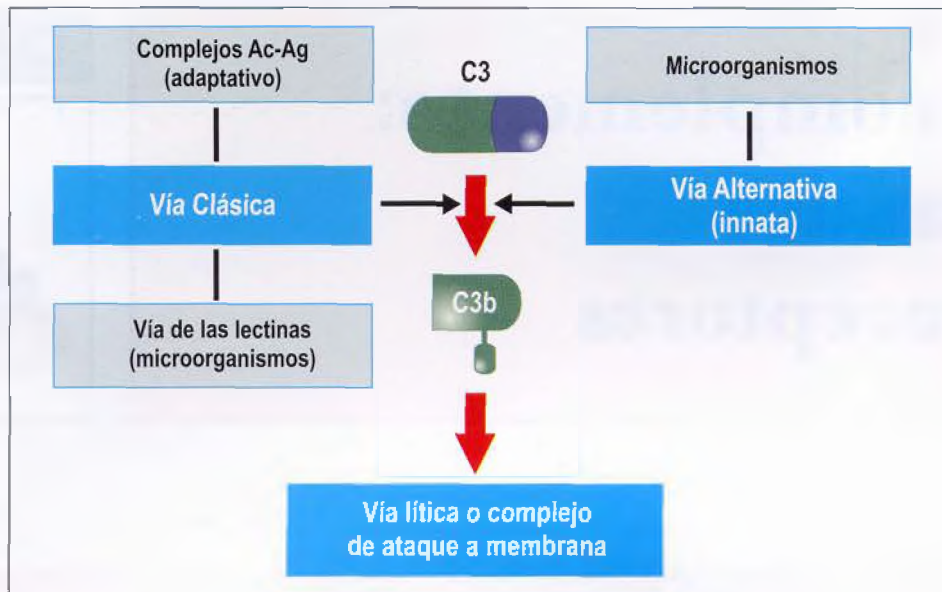 Complejos Ac-Ag
(adaptativo)
C3
Microorganismos
Vía Clásica
Vía Alternativa
(innata)
C3b
Vía de las lectinas
(microorganismos)
Vía lítica o complejo
de ataque a membrana